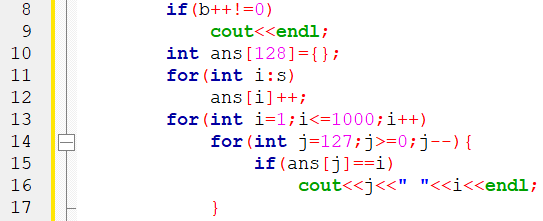 8 if(b++!=0)
9 cout<<endl;
10 int ans[128]={};
11 for(int i:s)
12 ans[i]++;
13 for(int i=1;i<=1000;i++)
14 for(int j=127;j>=0;j--){
15 if(ans[j]==i)
16 cout<<j<<" "<<i<<endl;
17 }